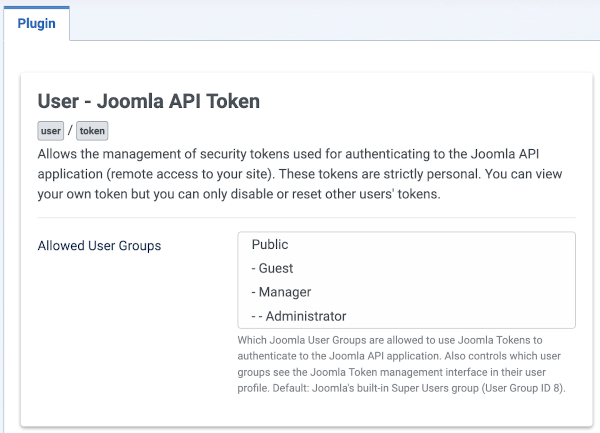 Plugin
User - Joomla API Token
user / token
Allows the management of security tokens used for authenticating to the Joomla API
application (remote access to your site). These tokens are strictly personal. You can view
your own token but you can only disable or reset other users' tokens.
Allowed User Groups
Public
- Guest
- Manager
- - Administrator
Which Joomla User Groups are allowed to use Joomla Tokens to
authenticate to the Joomla API application. Also controls which user
groups see the Joomla Token management interface in their user
profile. Default: Joomla's built-in Super Users group (User Group ID 8).